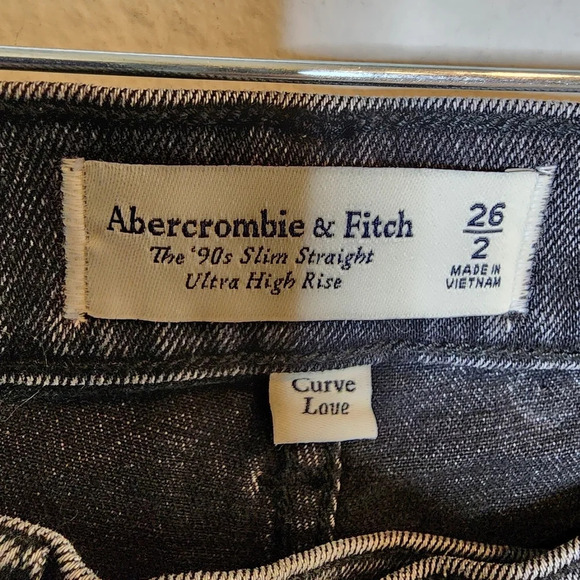 Abercrombie & Fitch
The '90s Slim Straight
Ultra High Rise
26
2
MADE IN
VIETNAM
Curve
Love